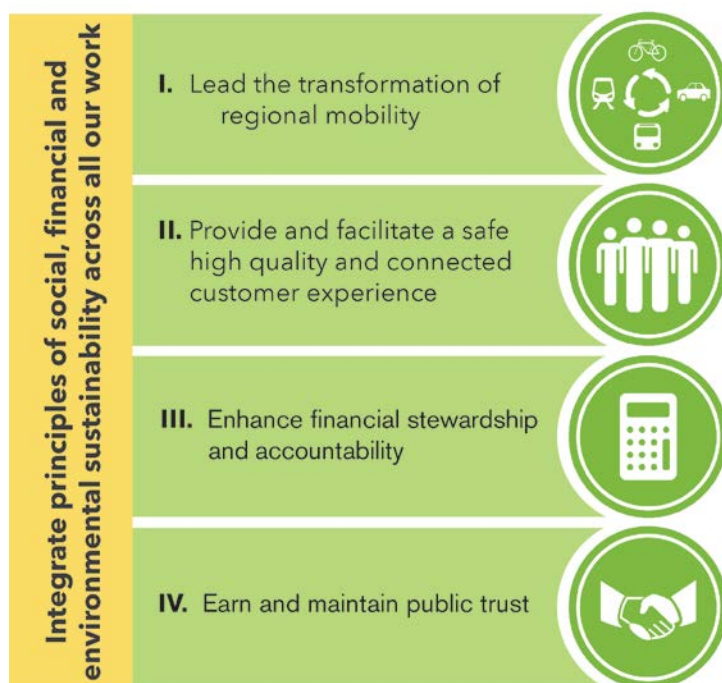 Integrate principles of social, financial and
environmental sustainability across all our work
I. Lead the transformation of
regional mobility
II. Provide and facilitate a safe
high quality and connected
customer experience
III. Enhance financial stewardship
and accountability
IV. Earn and maintain public trust